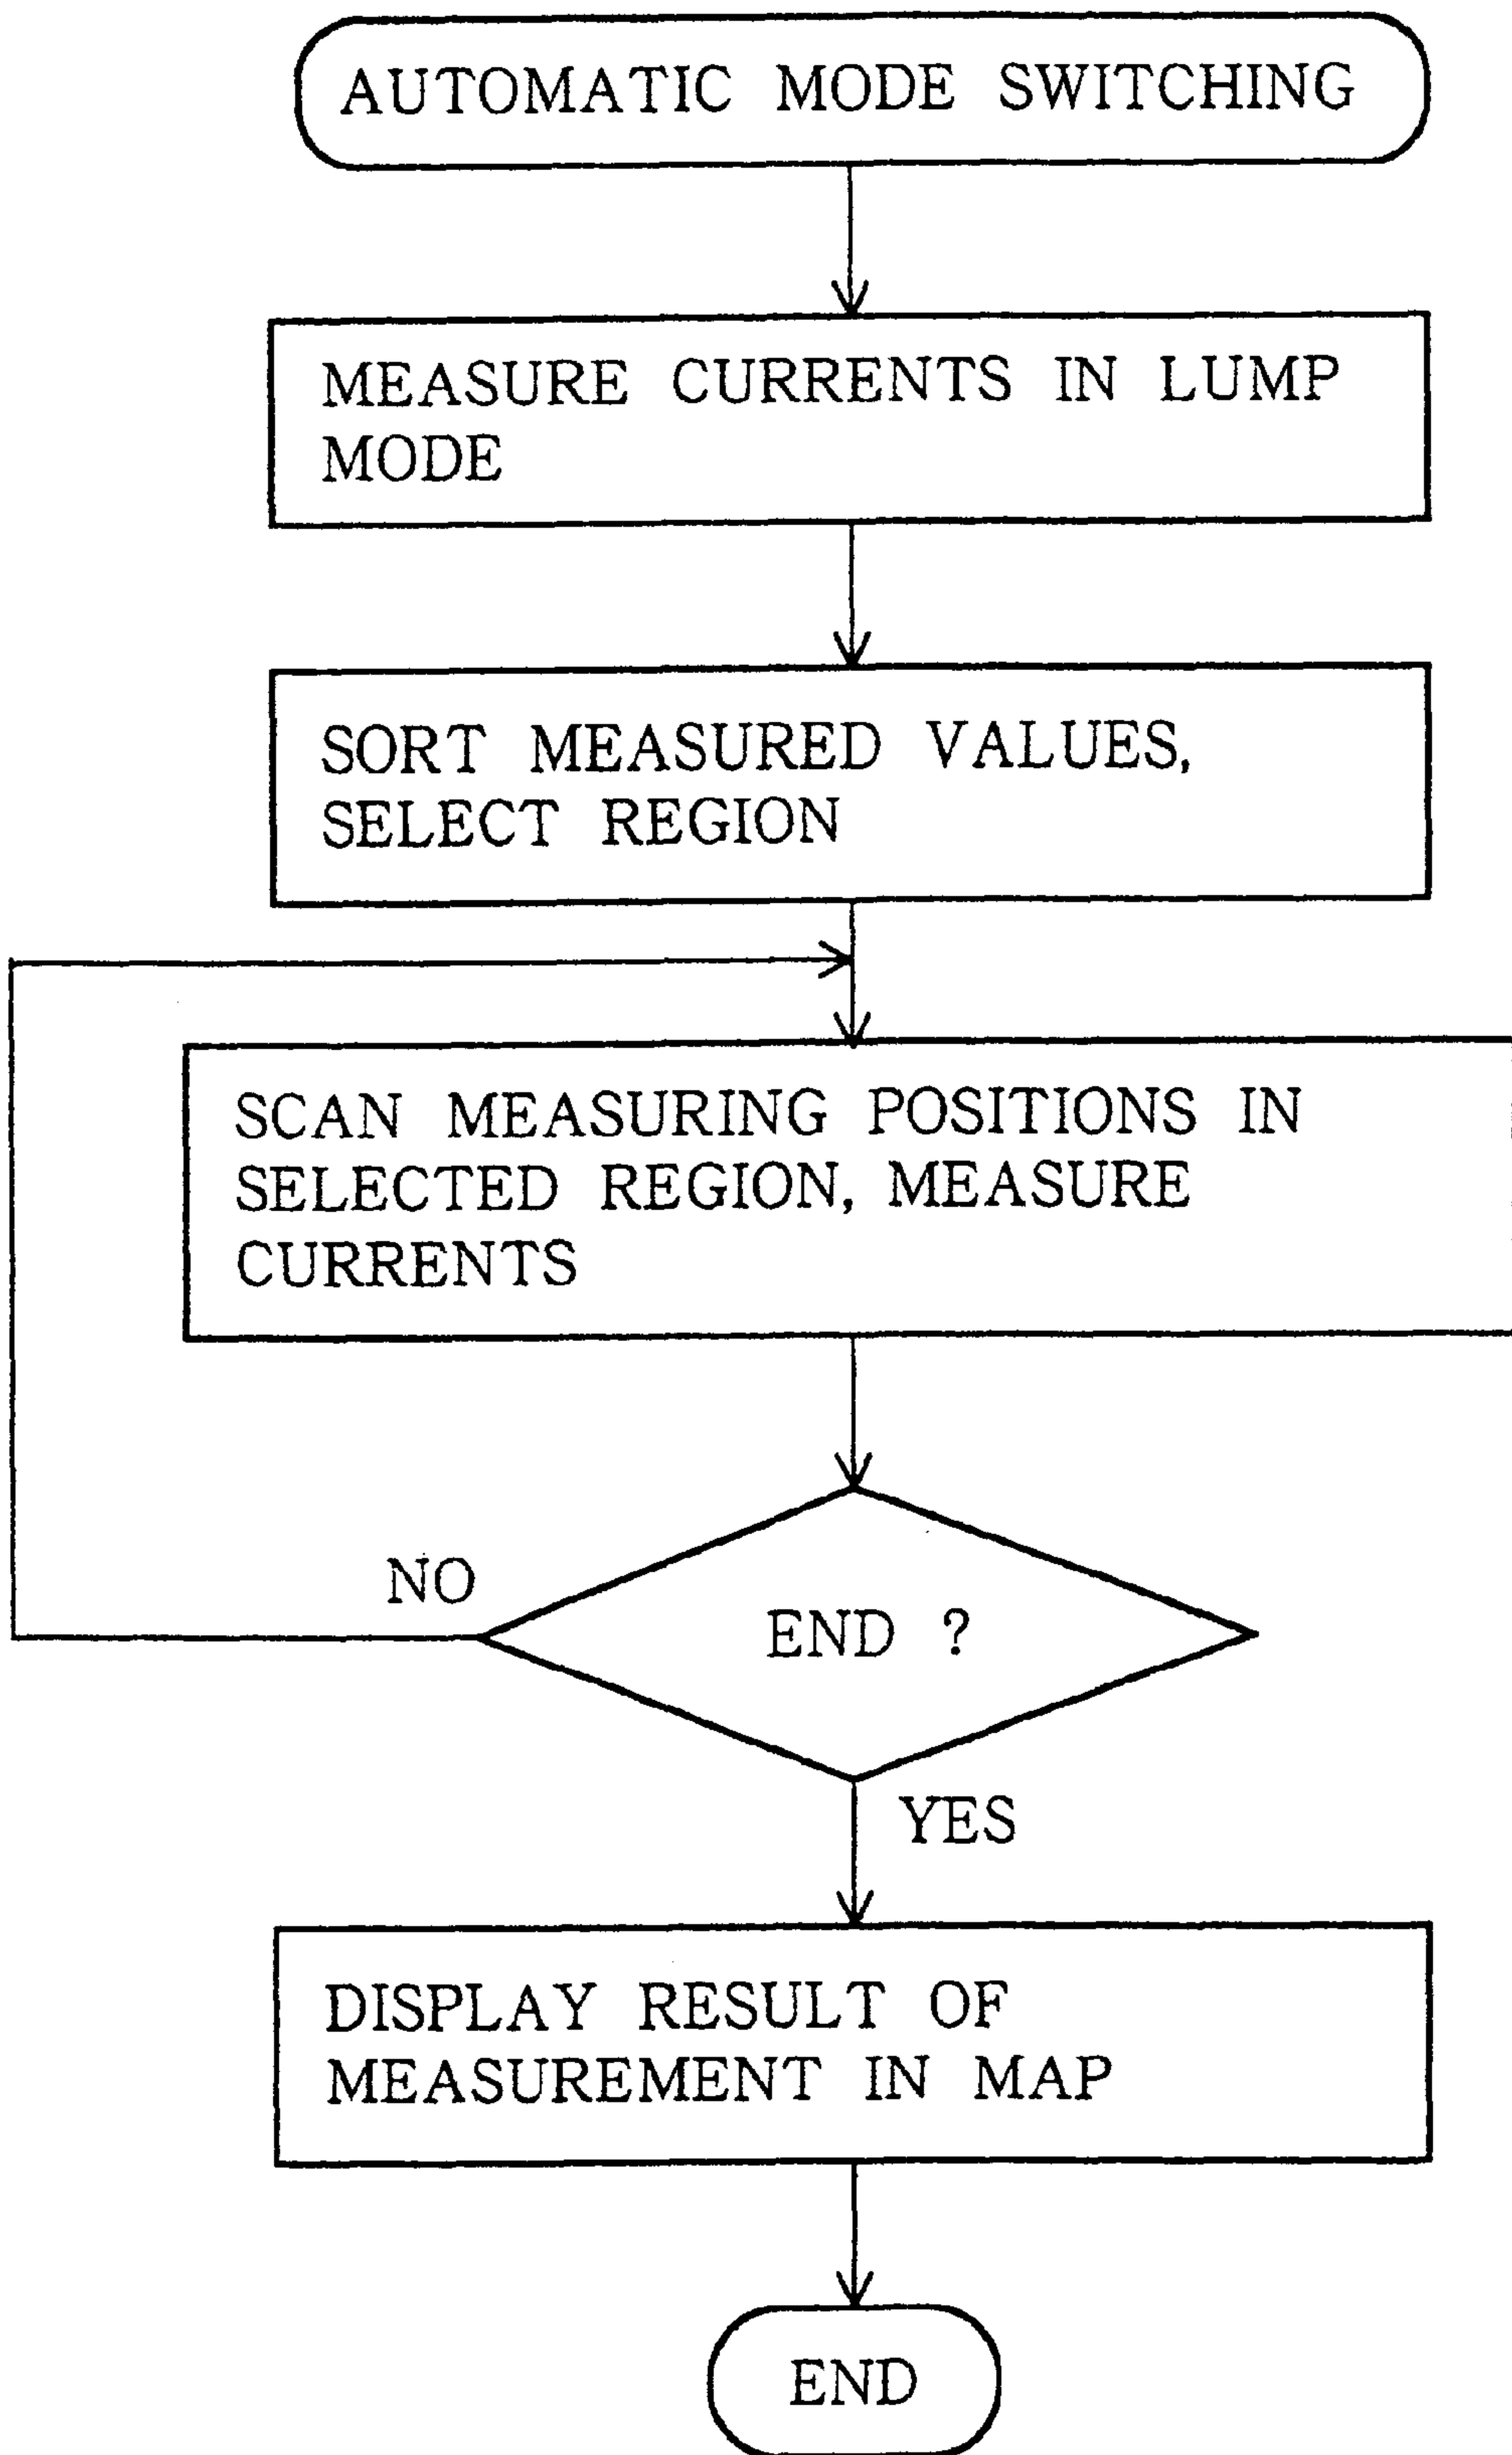 AUTOMATIC MODE SWITCHING
MEASURE CURRENTS IN LUMP
MODE
SORT MEASURED VALUES,
SELECT REGION
SCAN MEASURING POSITIONS IN
SELECTED REGION, MEASURE
CURRENTS
NO
END ?
YES
DISPLAY RESULT OF
MEASUREMENT IN MAP
END